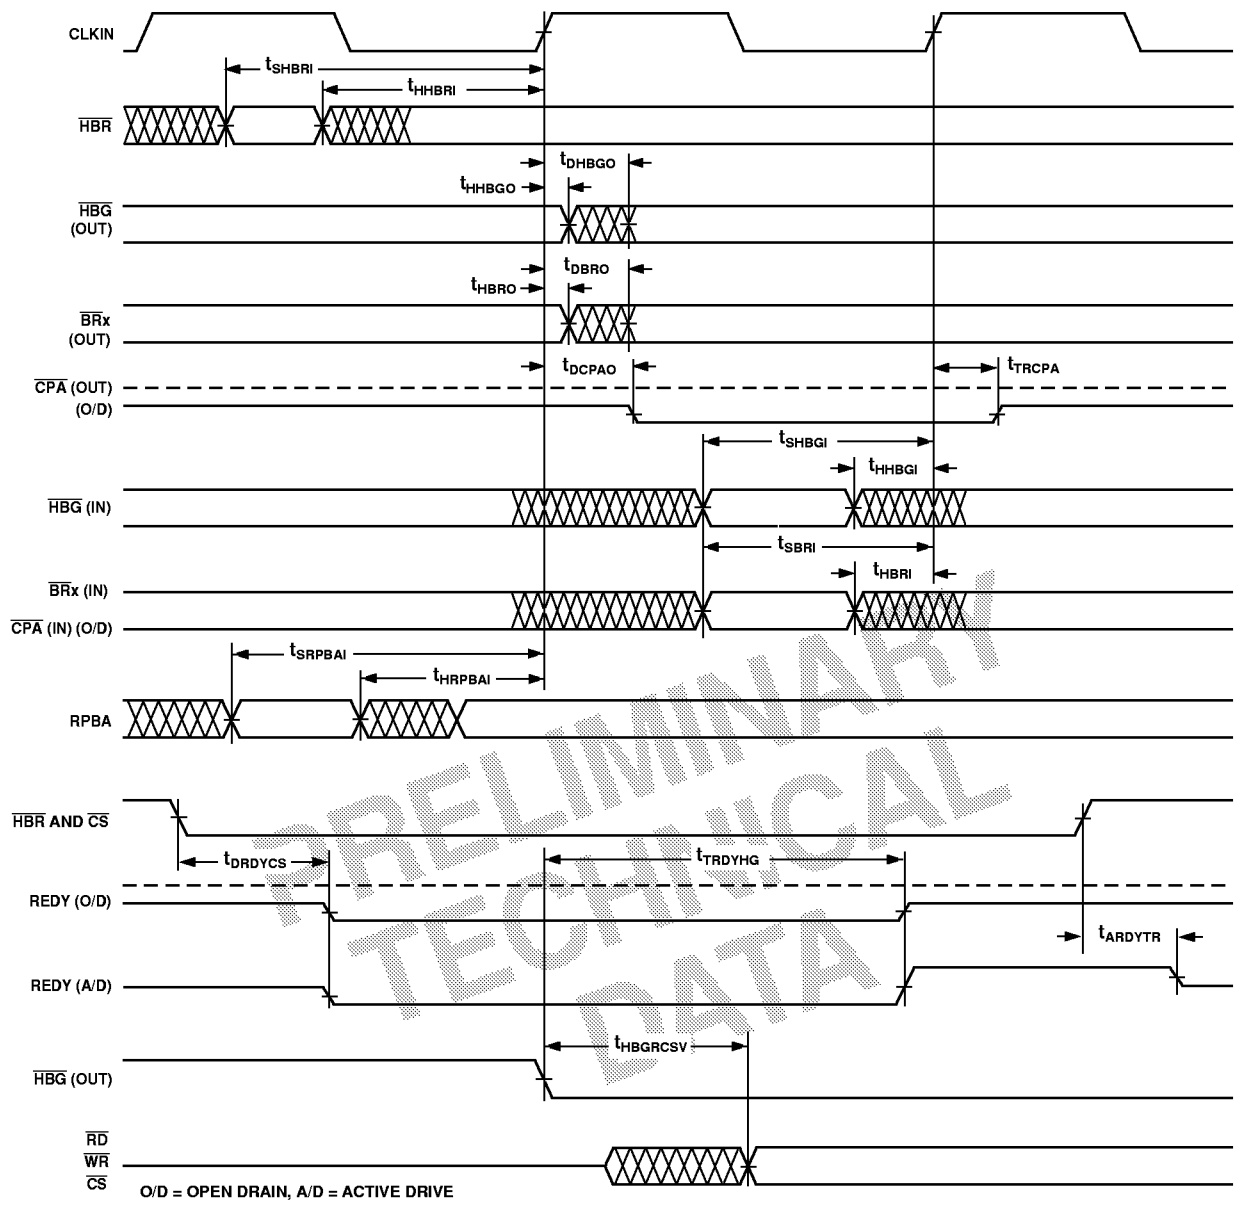 CLKIN
tSHBRI
tHHBRI
HBR
tDHBGO
tHHBGO
HBG
(OUT)
tDBRO
tHBRO
BRx
(OUT)
tDCPAO
tTRCPA
CPA (OUT)
(O/D)
tSHBGI
tHHBGI
HBG (IN)
tSBRI
tHBRI
BRx (IN)
CPA (IN) (O/D)
tSRPBAI
tHRPBAI
RPBA
PRELIMINARY
TECHNICAL
DATA
HBR AND CS
tDRDYCS
tTRDYHG
REDY (O/D)
tARDYTR
REDY (A/D)
tHBGRCSV
HBG (OUT)
RD
WR
CS
O/D = OPEN DRAIN, A/D = ACTIVE DRIVE